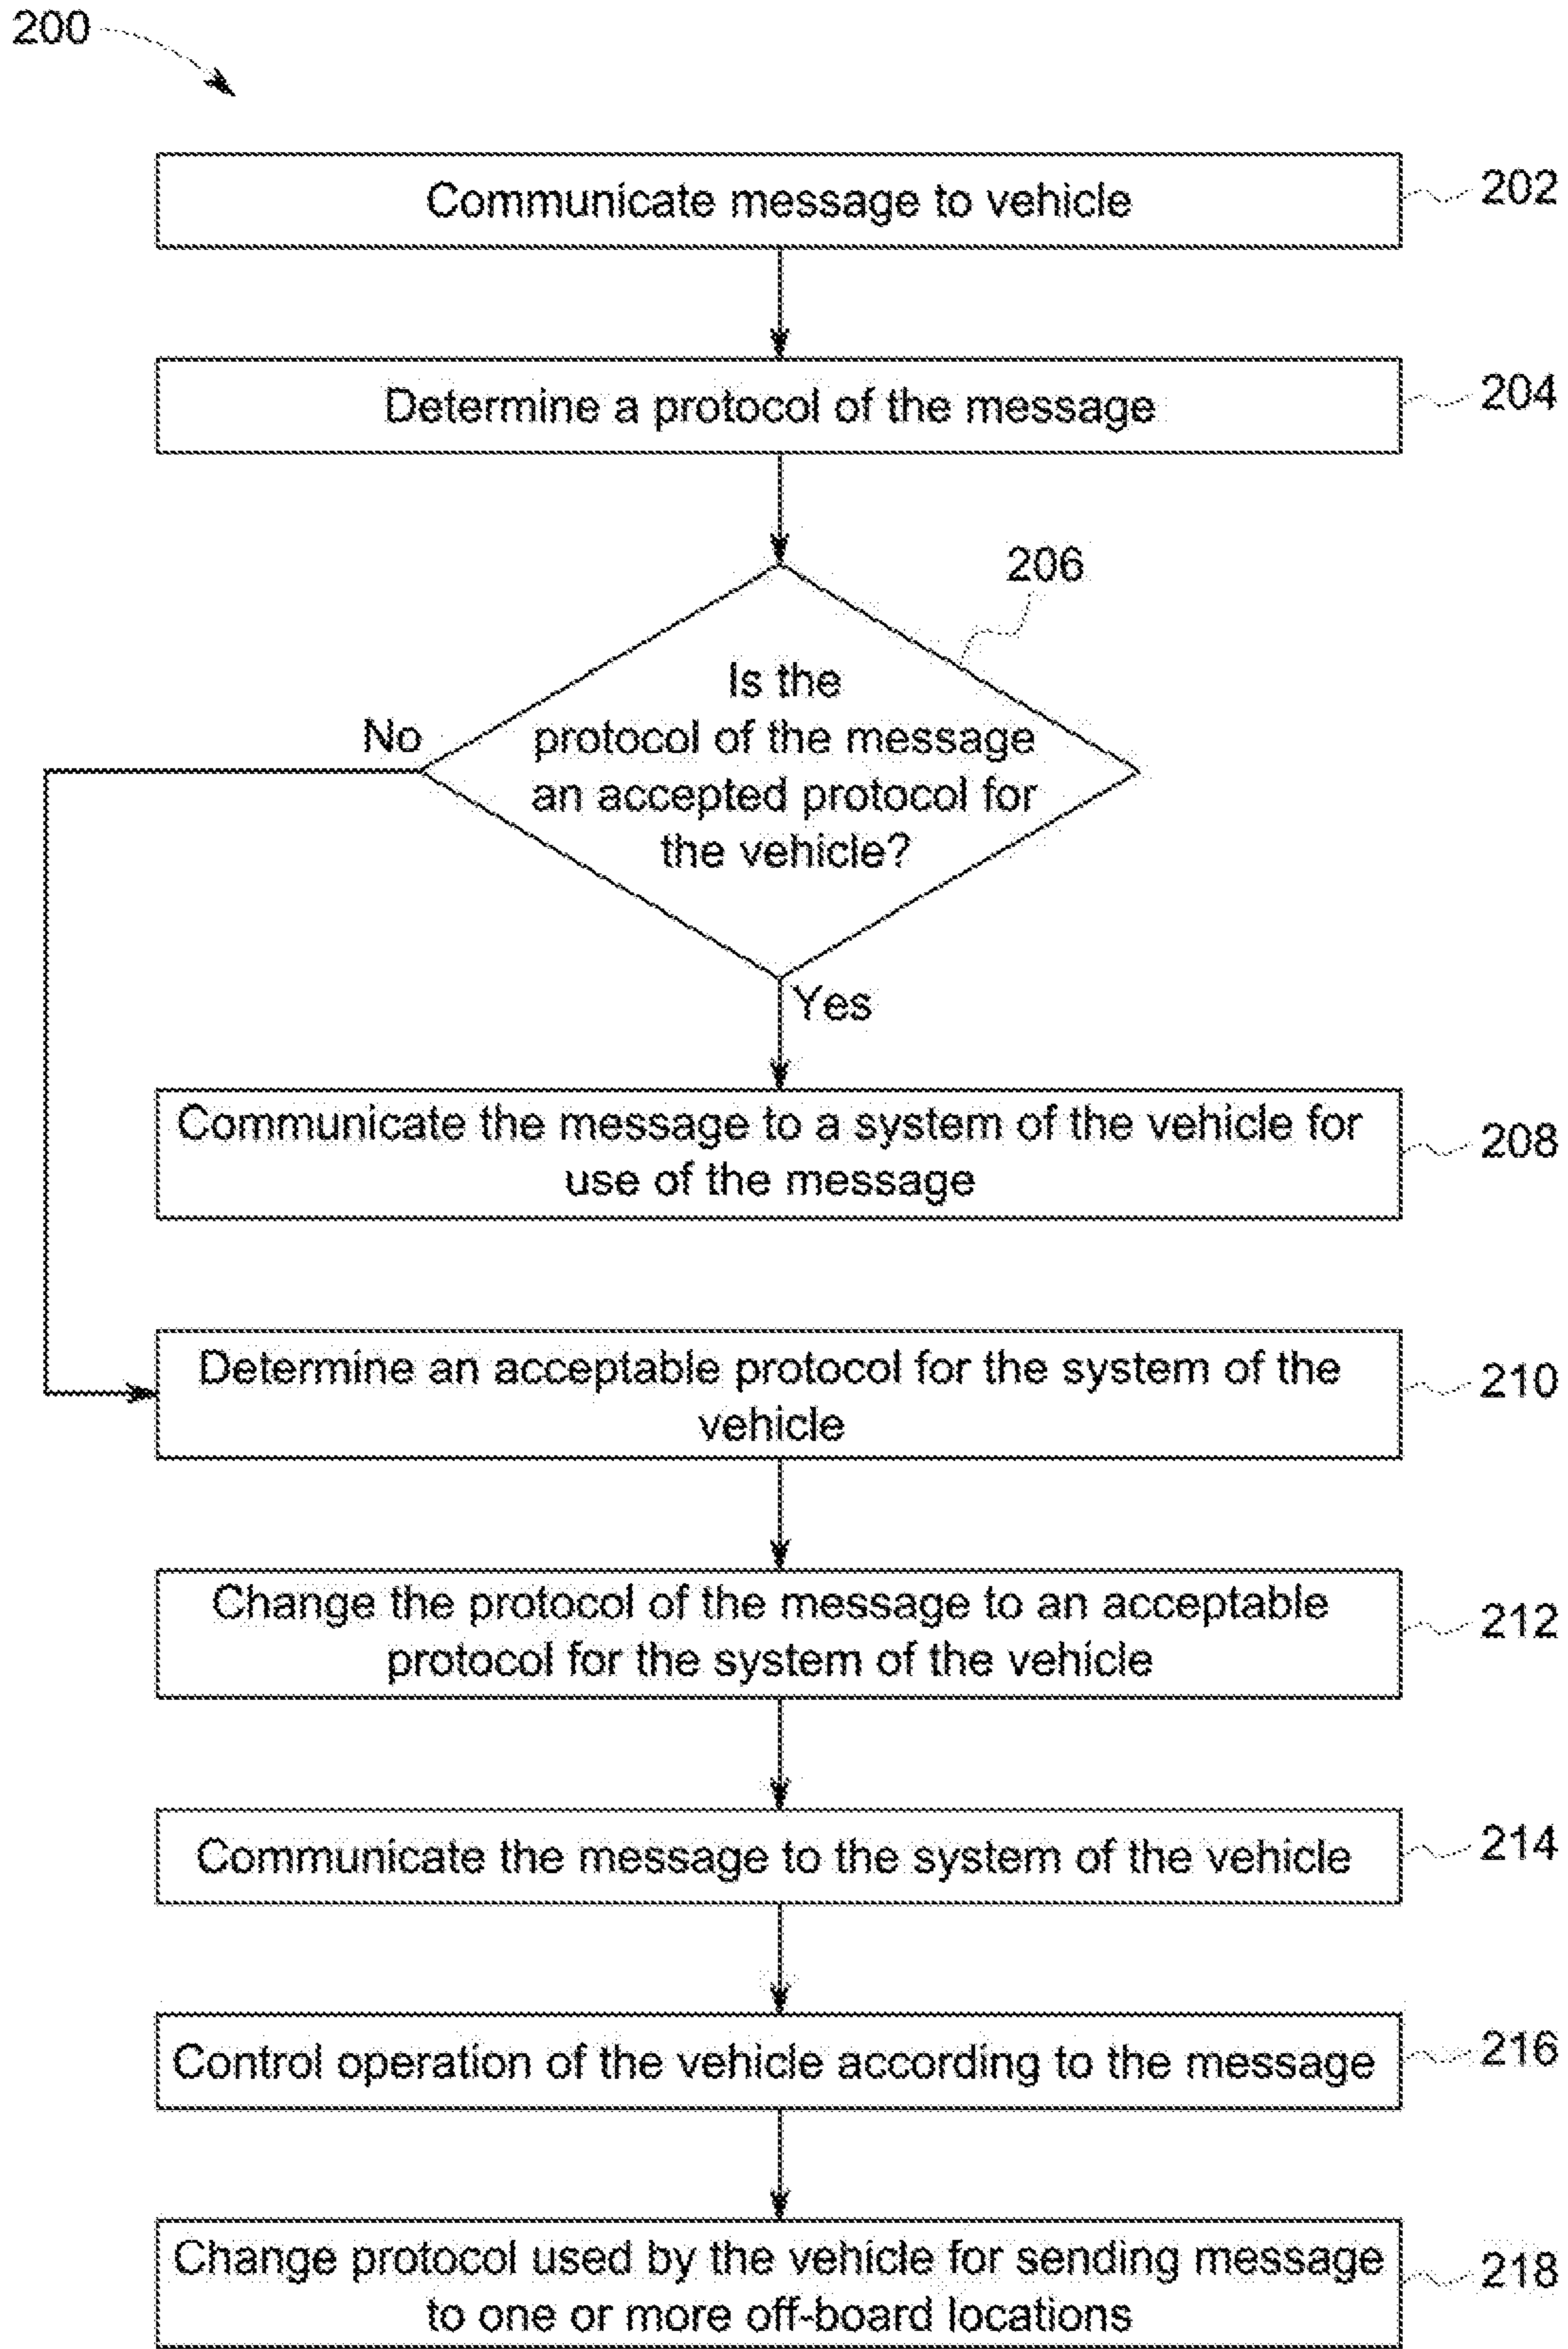 200
Communicate message to vehicle
202
Determine a protocol of the message
204
206
Is the
protocol of the message
an accepted protocol for
the vehicle?
No
Yes
Communicate the message to a system of the vehicle for
use of the message
208
Determine an acceptable protocol for the system of the
vehicle
210
Change the protocol of the message to an acceptable
protocol for the system of the vehicle
212
Communicate the message to the system of the vehicle
214
Control operation of the vehicle according to the message
216
Change protocol used by the vehicle for sending message
to one or more off-board locations
218